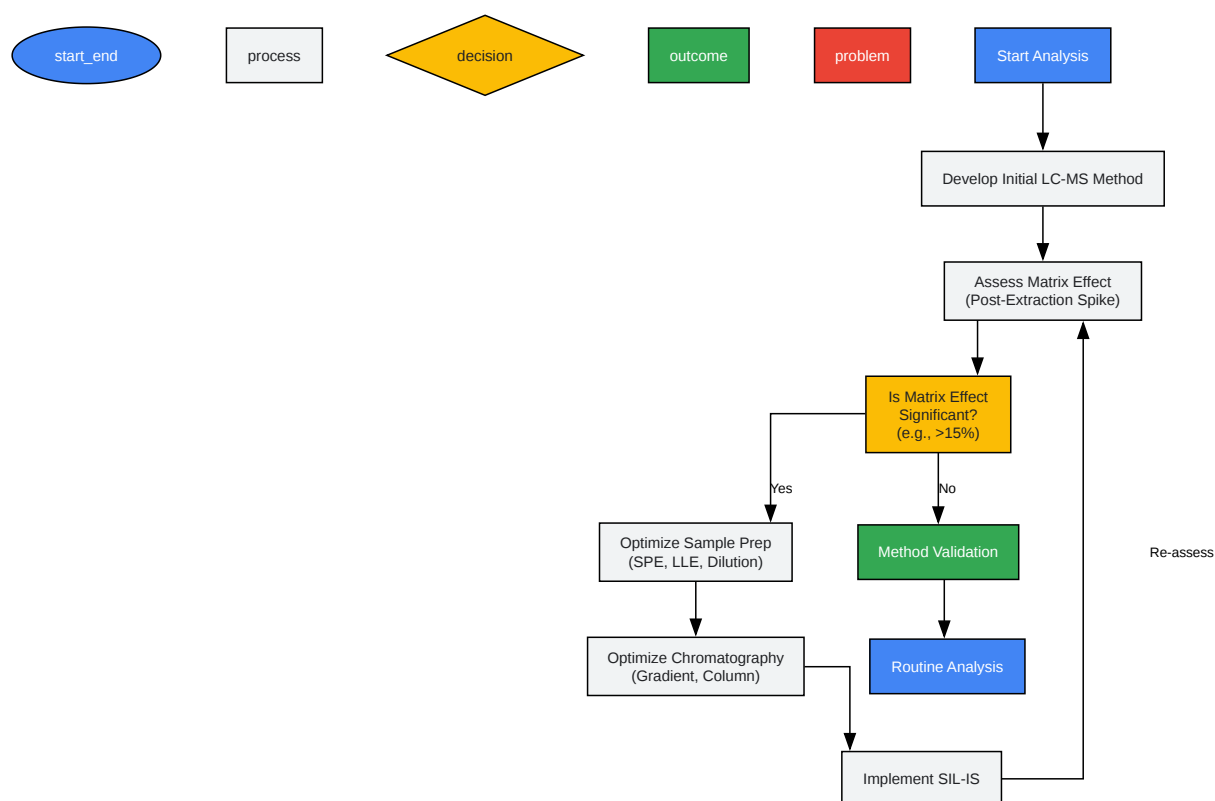 start_end
process
decision
outcome
problem
Start Analysis
Develop Initial LC-MS Method
Assess Matrix Effect
(Post-Extraction Spike)
Is Matrix Effect
Significant?
(e.g., >15%)
Yes
No
Optimize Sample Prep
(SPE, LLE, Dilution)
Method Validation
Re-assess
Optimize Chromatography
(Gradient, Column)
Routine Analysis
Implement SIL-IS